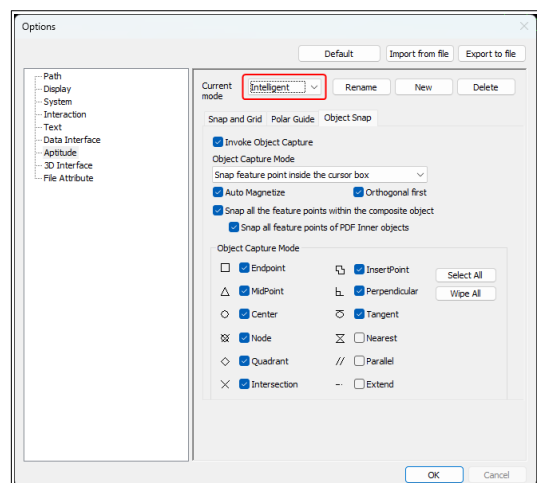 Options
Default Import from file Export to file
Path
Display
System
Interaction
Text
Data Interface
Aptitude
3D Interface
File Attribute
Current mode Intelligent Rename New Delete
Snap and Grid Polar Guide Object Snap
Invoke Object Capture
Object Capture Mode
Snap feature point inside the cursor box
Auto Magnetize Orthogonal first
Snap all the feature points within the composite object
Snap all feature points of PDF Inner objects
Object Capture Mode
Endpoint InsertPoint Select All
MidPoint Perpendicular Wipe All
Center Tangent
Node Nearest
Quadrant Parallel
Intersection Extend
OK Cancel